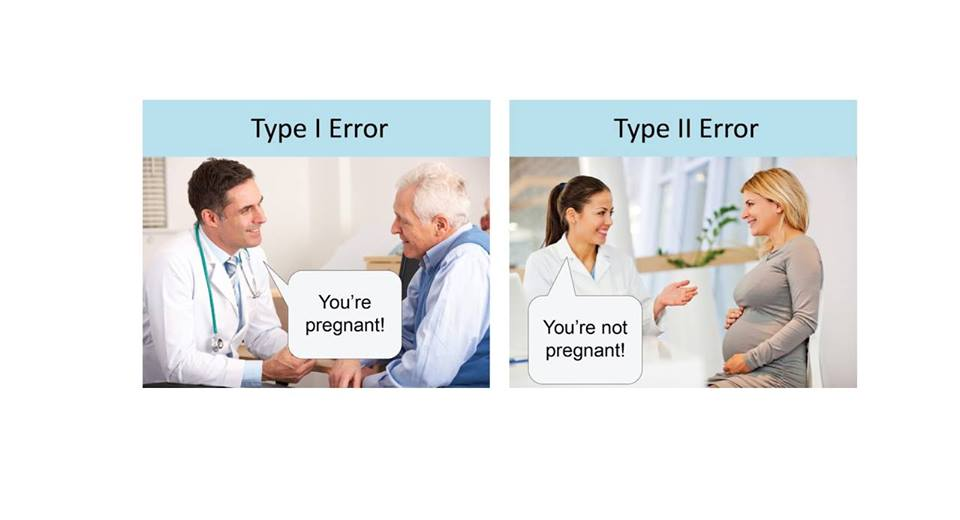 Type I Error
You're
pregnant!
Type II Error
You're not
pregnant!